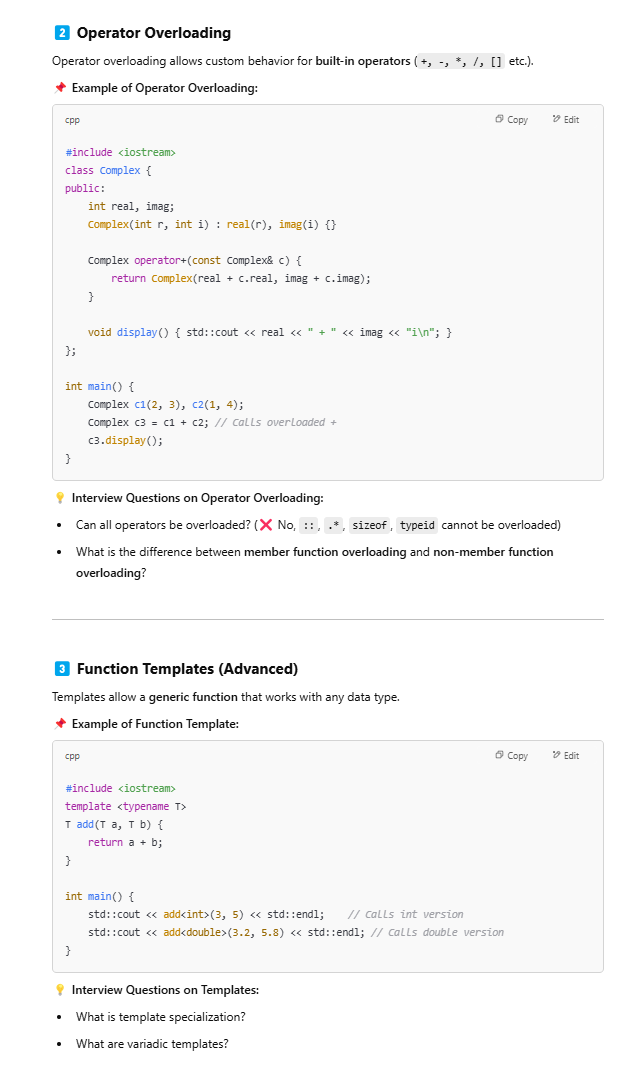 2️⃣ Operator Overloading
Operator overloading allows custom behavior for built-in operators ( +, -, *, /, [] etc.).
📌 Example of Operator Overloading:
cpp Copy Edit
#include <iostream>
class Complex {
public:
    int real, imag;
    Complex(int r, int i) : real(r), imag(i) {}

    Complex operator+(const Complex& c) {
        return Complex(real + c.real, imag + c.imag);
    }

    void display() { std::cout << real << " + " << imag << "i\n"; }
};

int main() {
    Complex c1(2, 3), c2(1, 4);
    Complex c3 = c1 + c2; // Calls overloaded +
    c3.display();
}
💡 Interview Questions on Operator Overloading:
• Can all operators be overloaded? (❌ No, ::, .*, sizeof, typeid cannot be overloaded)
• What is the difference between member function overloading and non-member function
overloading?
3️⃣ Function Templates (Advanced)
Templates allow a generic function that works with any data type.
📌 Example of Function Template:
cpp Copy Edit
#include <iostream>
template <typename T>
T add(T a, T b) {
    return a + b;
}

int main() {
    std::cout << add<int>(3, 5) << std::endl;    // Calls int version
    std::cout << add<double>(3.2, 5.8) << std::endl; // Calls double version
}
💡 Interview Questions on Templates:
• What is template specialization?
• What are variadic templates?